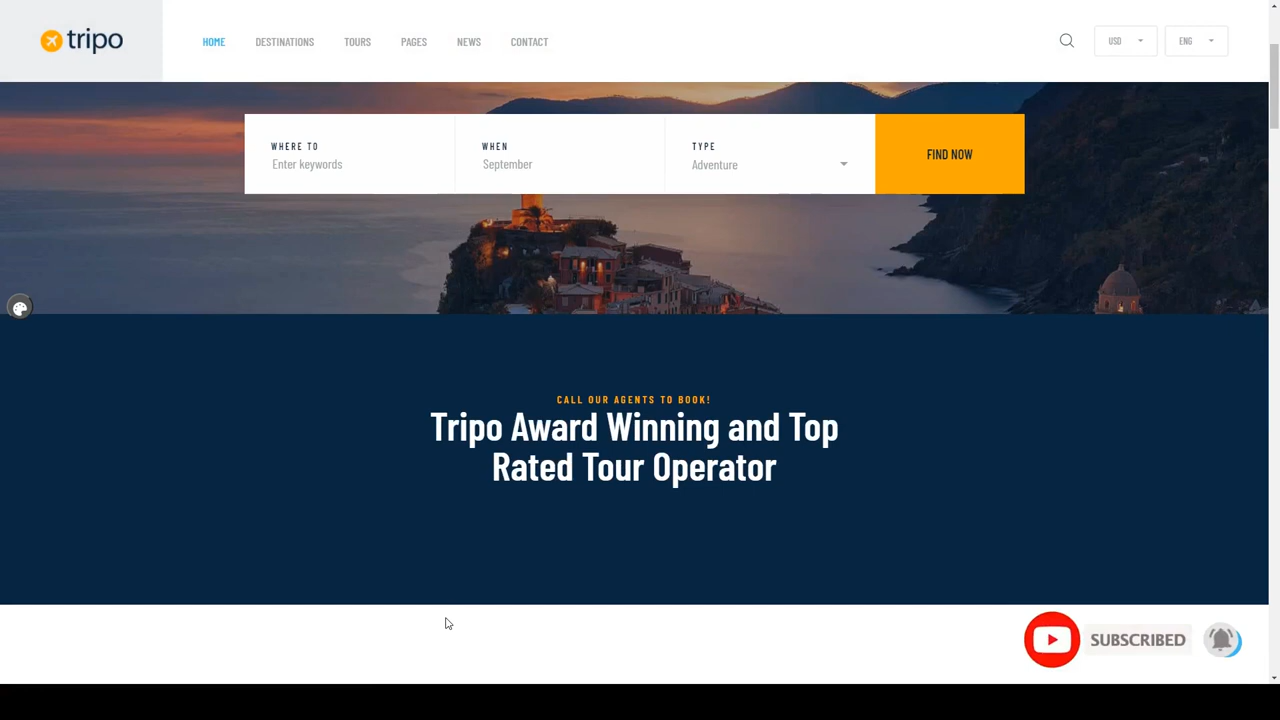 tripo
HOME DESTINATIONS TOURS PAGES NEWS CONTACT
USD ENG
WHERE TO WHEN TYPE
Enter keywords September Adventure
FIND NOW
CALL OUR AGENTS TO BOOK!
Tripo Award Winning and Top
Rated Tour Operator
SUBSCRIBED